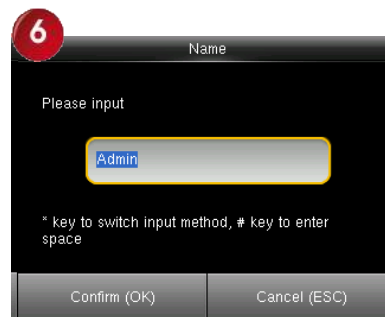 6
Name
Please input
Admin
* key to switch input method, # key to enter
space
Confirm (OK)
Cancel (ESC)